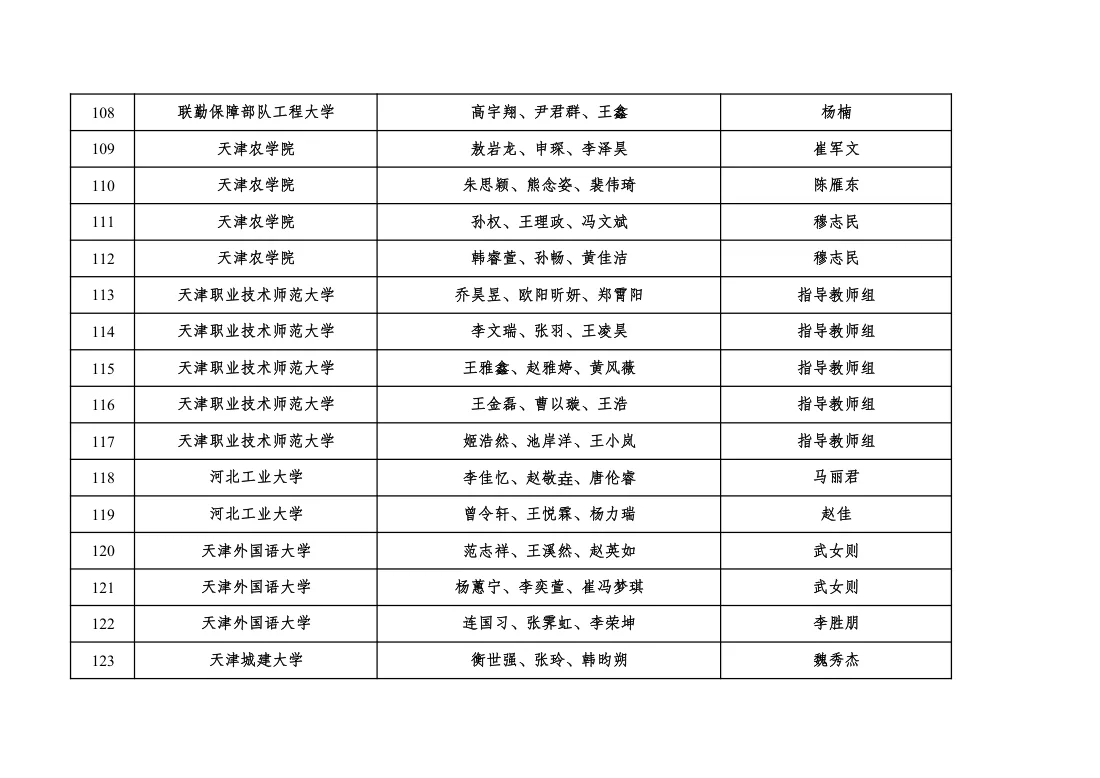 108 联勤保障部队工程大学 高宇翔、尹君群、王鑫 杨楠
109 天津农学院 敖岩龙、申琛、李泽昊 崔军文
110 天津农学院 朱思颖、熊念姿、裴伟琦 陈雁东
111 天津农学院 孙权、王理政、冯文斌 穆志民
112 天津农学院 韩睿萱、孙畅、黄佳洁 穆志民
113 天津职业技术师范大学 乔昊昱、欧阳昕妍、郑霄阳 指导教师组
114 天津职业技术师范大学 李文瑞、张羽、王凌昊 指导教师组
115 天津职业技术师范大学 王雅鑫、赵雅婷、黄风薇 指导教师组
116 天津职业技术师范大学 王金磊、曹以璇、王浩 指导教师组
117 天津职业技术师范大学 姬浩然、池岸洋、王小岚 指导教师组
118 河北工业大学 李佳忆、赵敬垚、唐伦睿 马丽君
119 河北工业大学 曾令轩、王悦霖、杨力瑞 赵佳
120 天津外国语大学 范志祥、王溪然、赵英如 武女则
121 天津外国语大学 杨蕙宁、李奕萱、崔冯梦琪 武女则
122 天津外国语大学 连国习、张霁虹、李荣坤 李胜朋
123 天津城建大学 衡世强、张玲、韩昀朔 魏秀杰